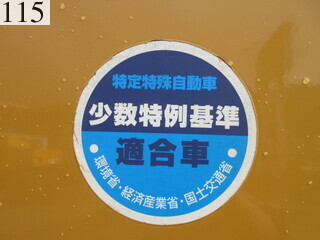 115
特定特殊自動車
少数特例基準
適合車
・環境省・経済産業省・国土交通省・